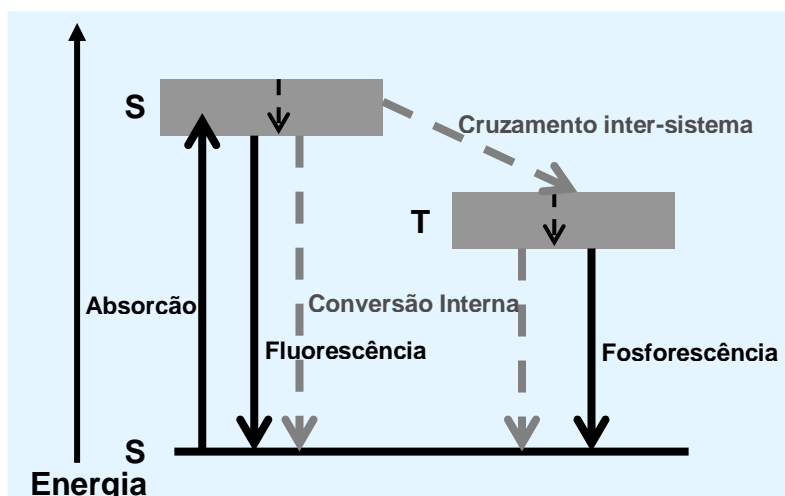 S
Cruzamento inter-sistema
T
Absorcão
Conversão Interna
Fluorescência
Fosforescência
S
Energia